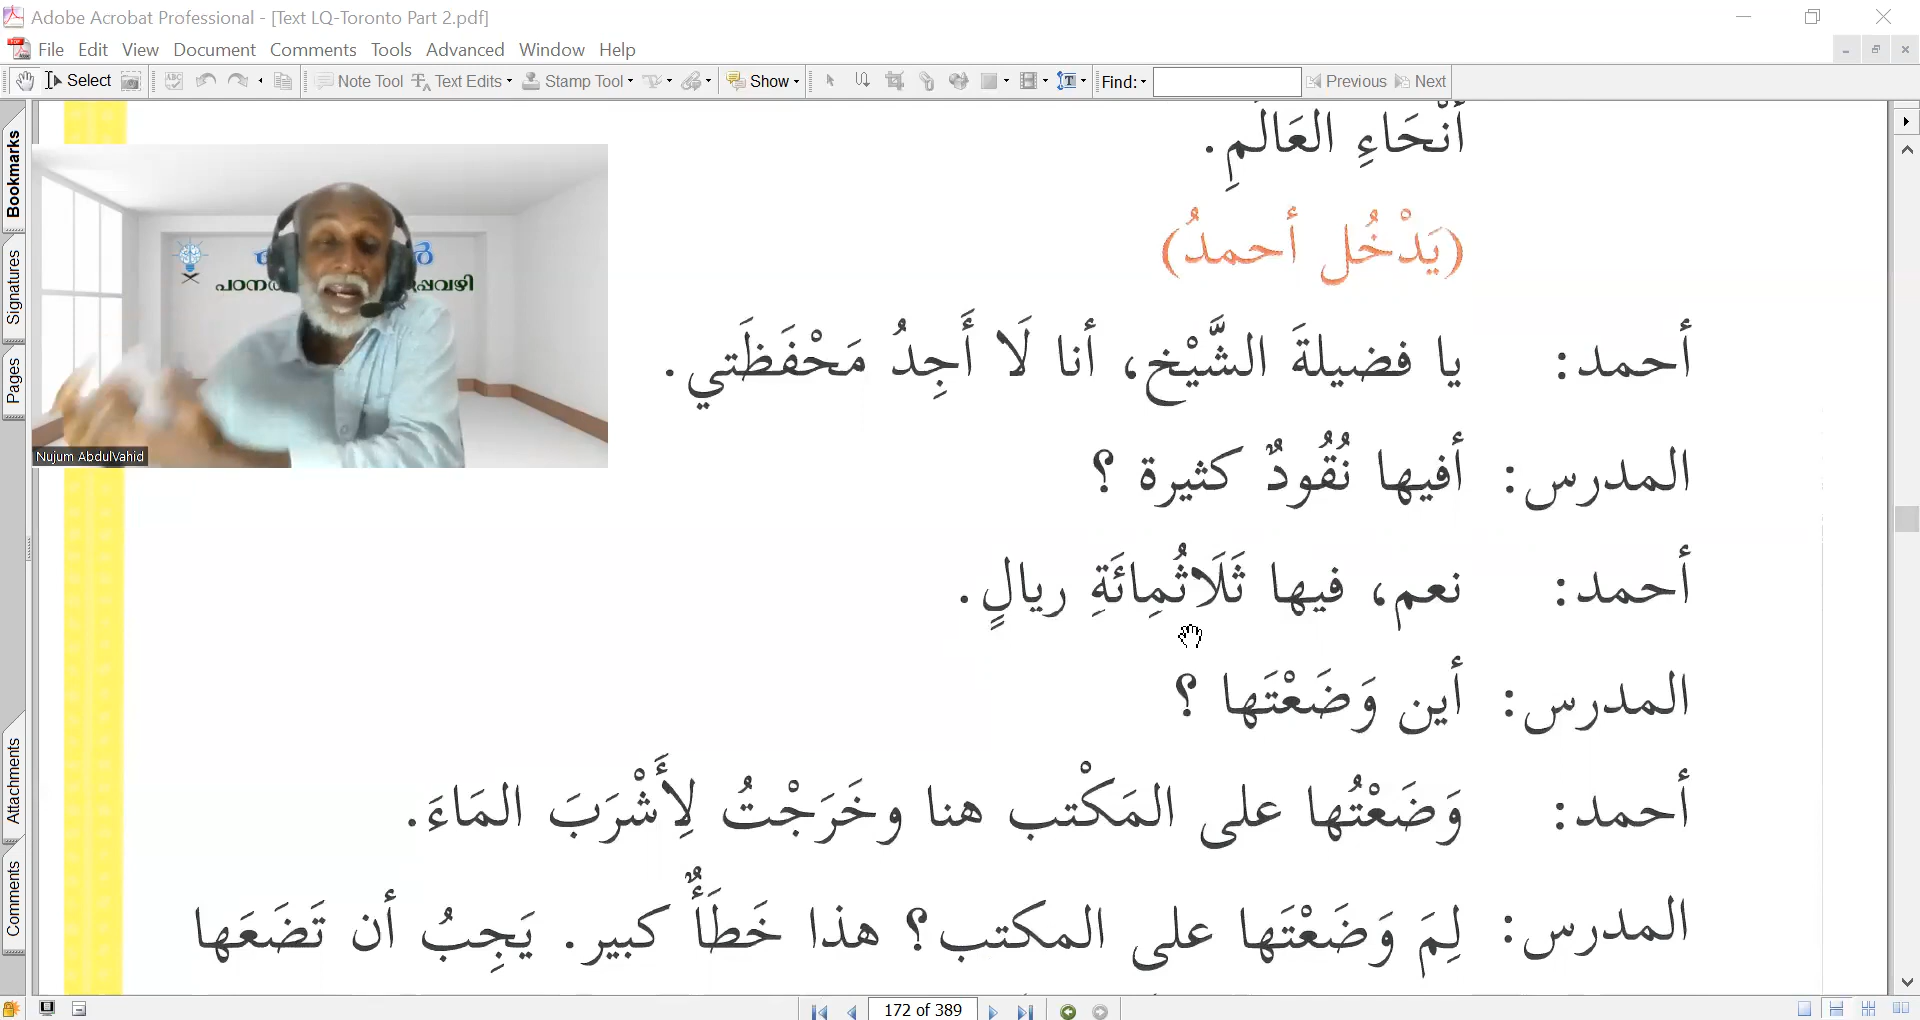 Adobe Acrobat Professional - [Text LQ-Toronto Part 2.pdf]
File Edit View Document Comments Tools Advanced Window Help
Select Note Tool Text Edits Stamp Tool Show Find: Previous Next
Bookmarks
Signatures
Pages
Attachments
Comments
Nujum AbdulVahid
أَنْحَاءِ العَالَمِ.
(يَدْخُل أحمدُ)
أحمد: يا فضيلةَ الشَّيْخ، أنا لَا أَجِدُ مَحْفَظَتي.
المدرس: أفيها نُقُودٌ كثيرة ؟
أحمد: نعم، فيها ثَلَاثُمِائَةِ ريالٍ.
المدرس: أين وَضَعْتَها ؟
أحمد: وَضَعْتُها على المَكْتب هنا وخَرَجْتُ لِأَشْرَبَ المَاءَ.
المدرس: لِمَ وَضَعْتَها على المكتب؟ هذا خَطَأٌ كبير. يَجِبُ أن تَضَعَها
172 of 389